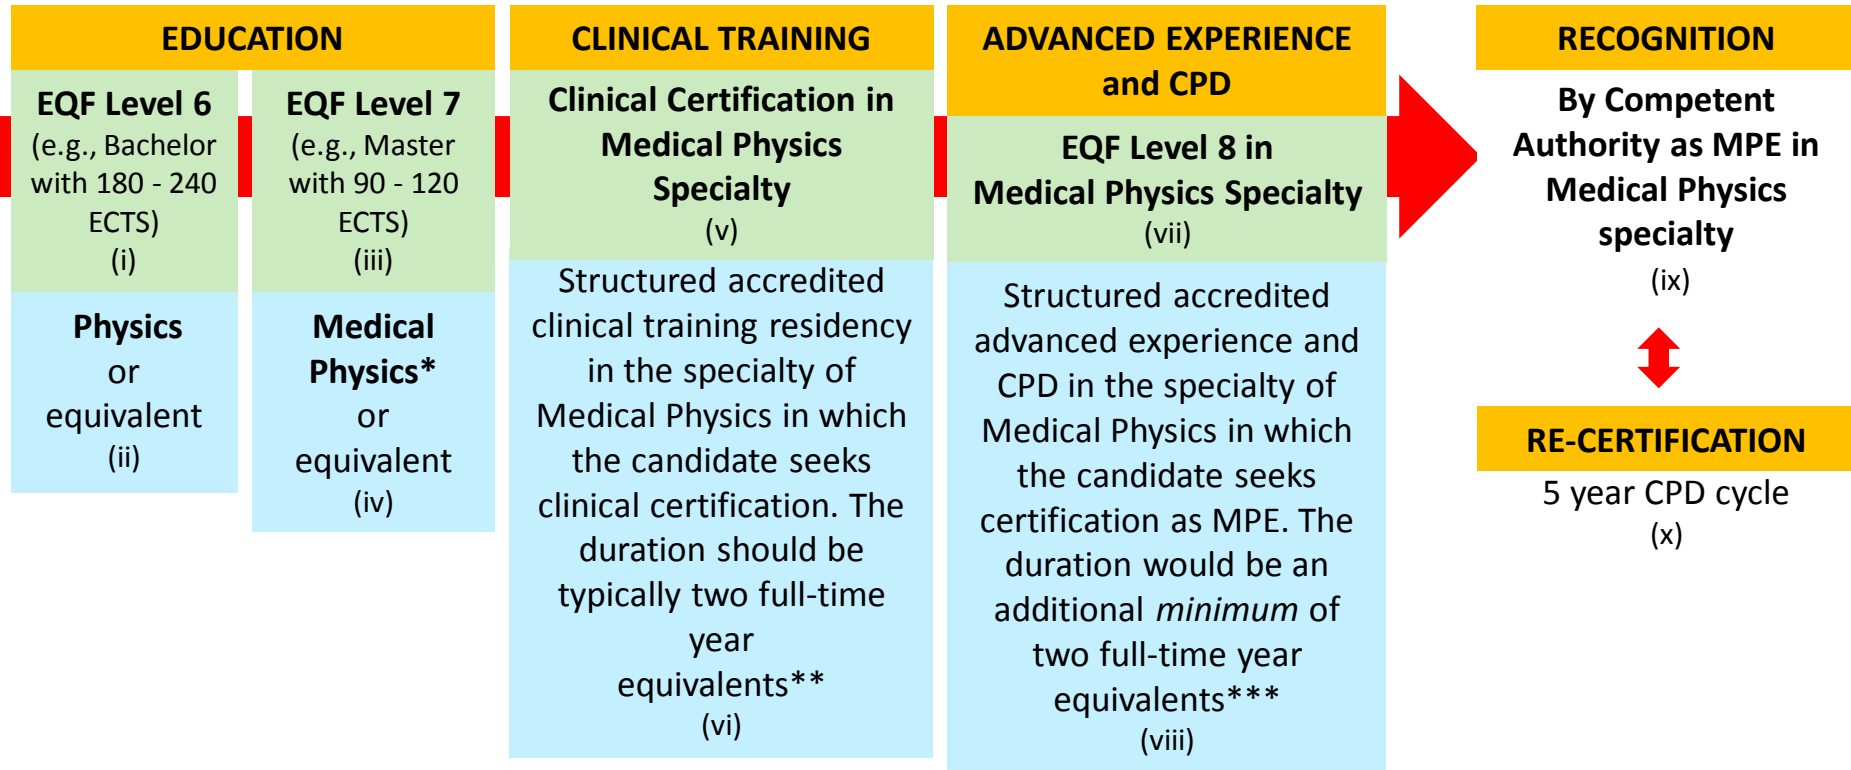 EDUCATION
EQF Level 6
(e.g., Bachelor
with 180 - 240
ECTS)
(i)
Physics
or
equivalent
(ii)
EQF Level 7
(e.g., Master
with 90 - 120
ECTS)
(iii)
Medical
Physics*
or
equivalent
(iv)
CLINICAL TRAINING
Clinical Certification in
Medical Physics
Specialty
(v)
Structured accredited
clinical training residency
in the specialty of
Medical Physics in which
the candidate seeks
clinical certification. The
duration should be
typically two full-time
year
equivalents**
(vi)
ADVANCED EXPERIENCE
and CPD
EQF Level 8 in
Medical Physics Specialty
(vii)
Structured accredited
advanced experience and
CPD in the specialty of
Medical Physics in which
the candidate seeks
certification as MPE. The
duration would be an
additional minimum of
two full-time year
equivalents***
(viii)
RECOGNITION
By Competent
Authority as MPE in
Medical Physics
specialty
(ix)
RE-CERTIFICATION
5 year CPD cycle
(x)